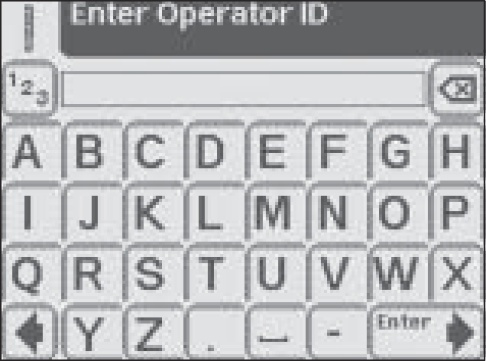 Enter Operator ID
123
A B C D E F G H
I J K L M N O P
Q R S T U V W X
Y Z . - Enter